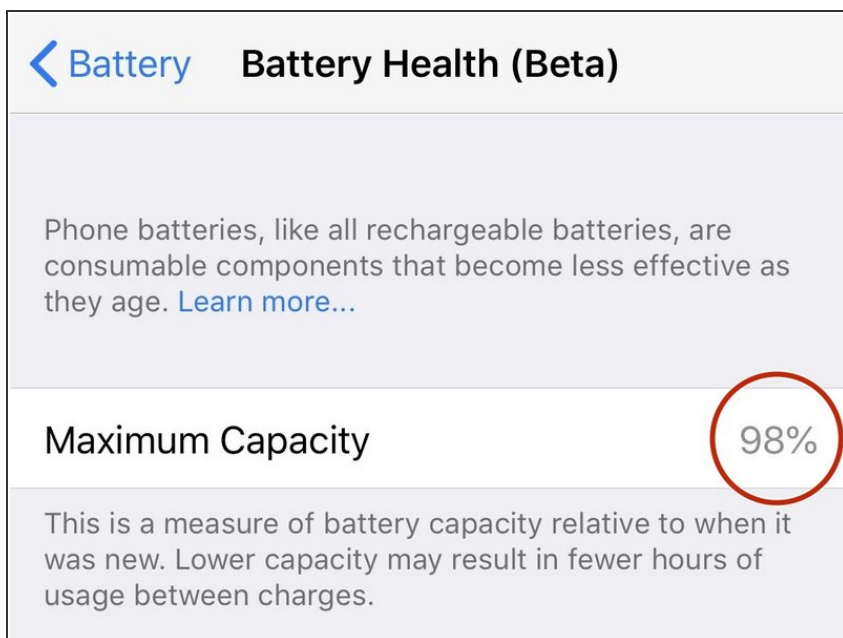 Battery Battery Health (Beta)
Phone batteries, like all rechargeable batteries, are
consumable components that become less effective as
they age. Learn more...
Maximum Capacity 98%
This is a measure of battery capacity relative to when it
was new. Lower capacity may result in fewer hours of
usage between charges.